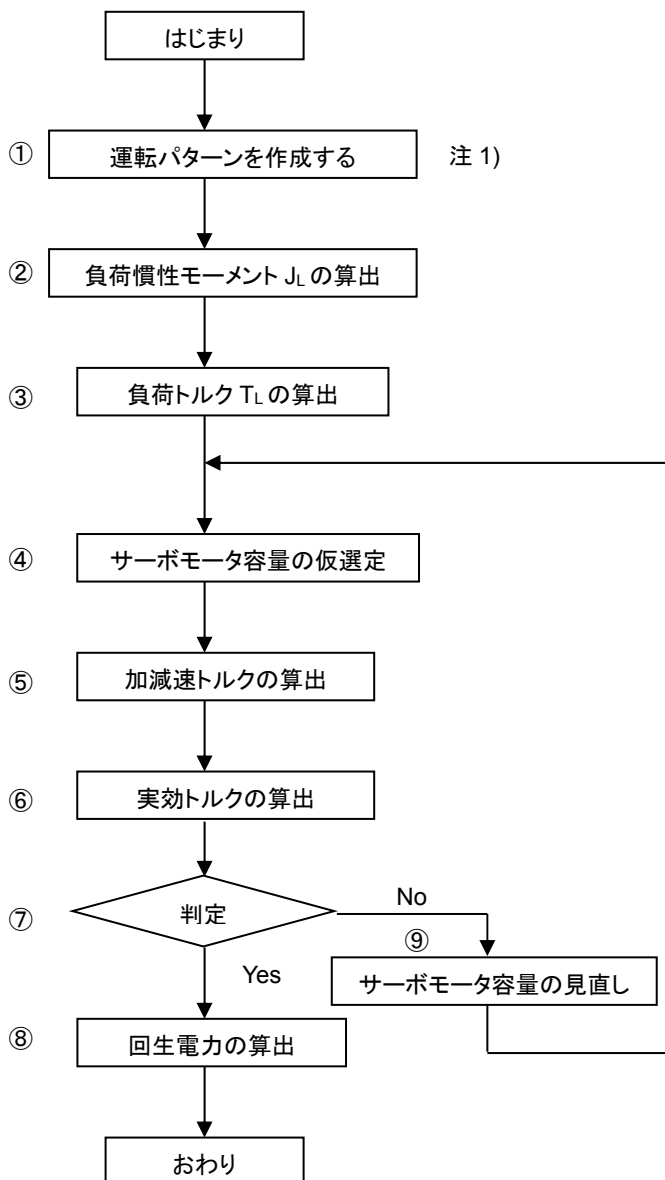 はじまり
① 運転パターンを作成する 注 1)
② 負荷慣性モーメント JL の算出
③ 負荷トルク TL の算出
④ サーボモータ容量の仮選定
⑤ 加減速トルクの算出
⑥ 実効トルクの算出
⑦ 判定 No
⑨
Yes サーボモータ容量の見直し
⑧ 回生電力の算出
おわり